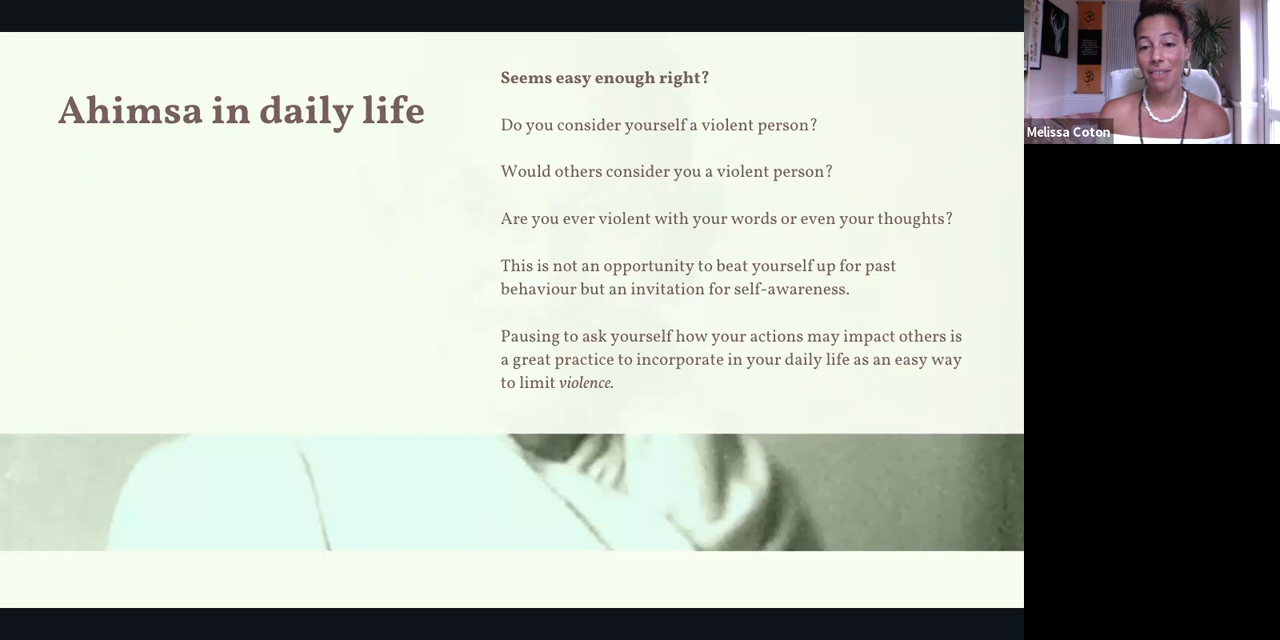 Ahimsa in daily life
Seems easy enough right?
Do you consider yourself a violent person?
Would others consider you a violent person?
Are you ever violent with your words or even your thoughts?
This is not an opportunity to beat yourself up for past
behaviour but an invitation for self-awareness.
Pausing to ask yourself how your actions may impact others is
a great practice to incorporate in your daily life as an easy way
to limit violence.
Melissa Coton